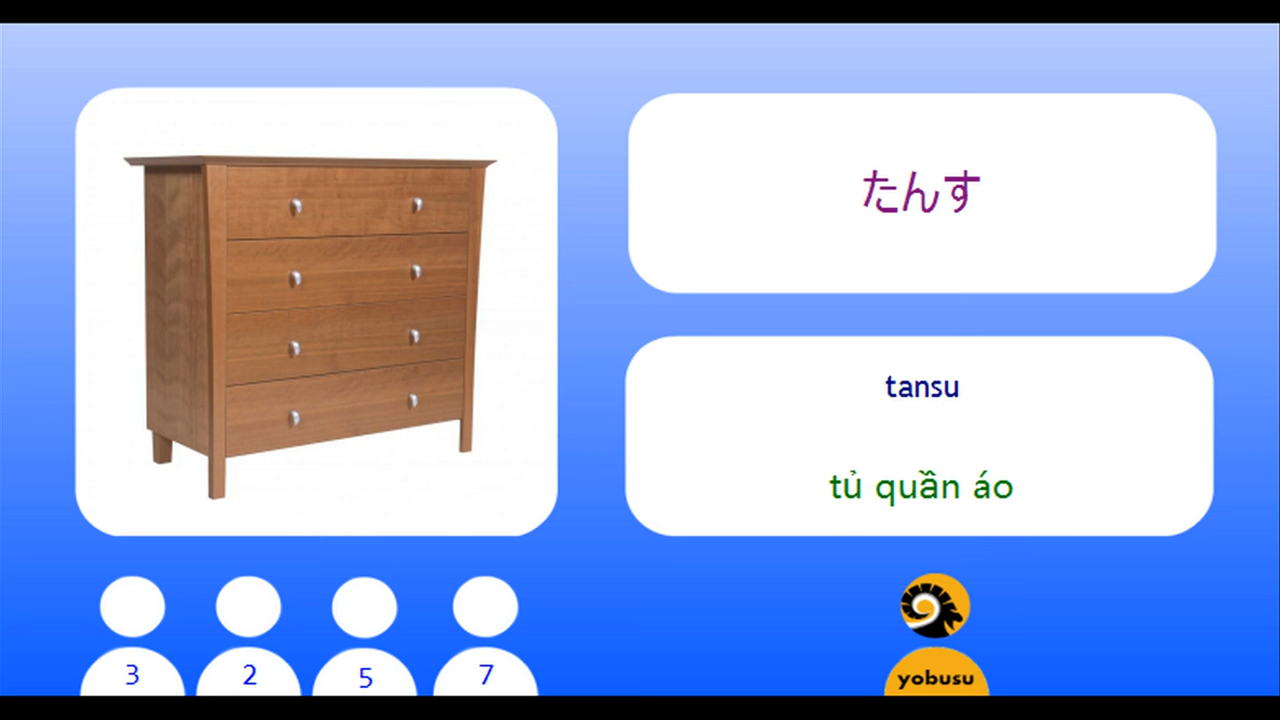 たんす
tansu
tủ quần áo
3 2 5 7
yobusu